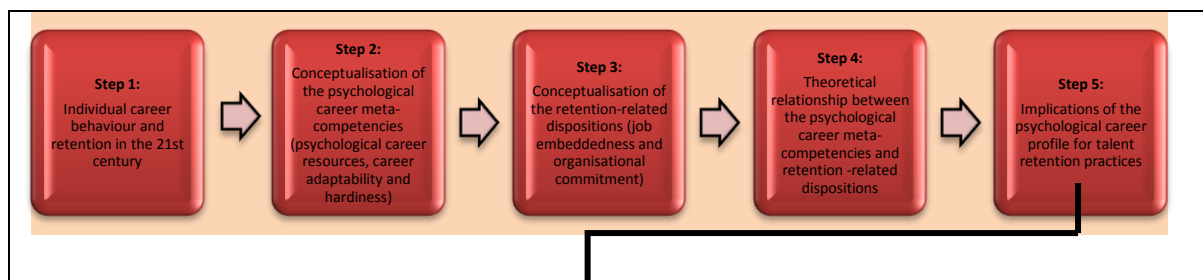 Step 1:
Individual career
behaviour and
retention in the 21st
century
Step 2:
Conceptualisation of
the psychological
career meta-
competencies
(psychological career
resources, career
adaptability and
hardiness)
Step 3:
Conceptualisation of
the retention-related
dispositions (job
embeddedness and
organisational
commitment)
Step 4:
Theoretical
relationship between
the psychological
career meta-
competencies and
retention -related
dispositions
Step 5:
Implications of the
psychological career
profile for talent
retention practices